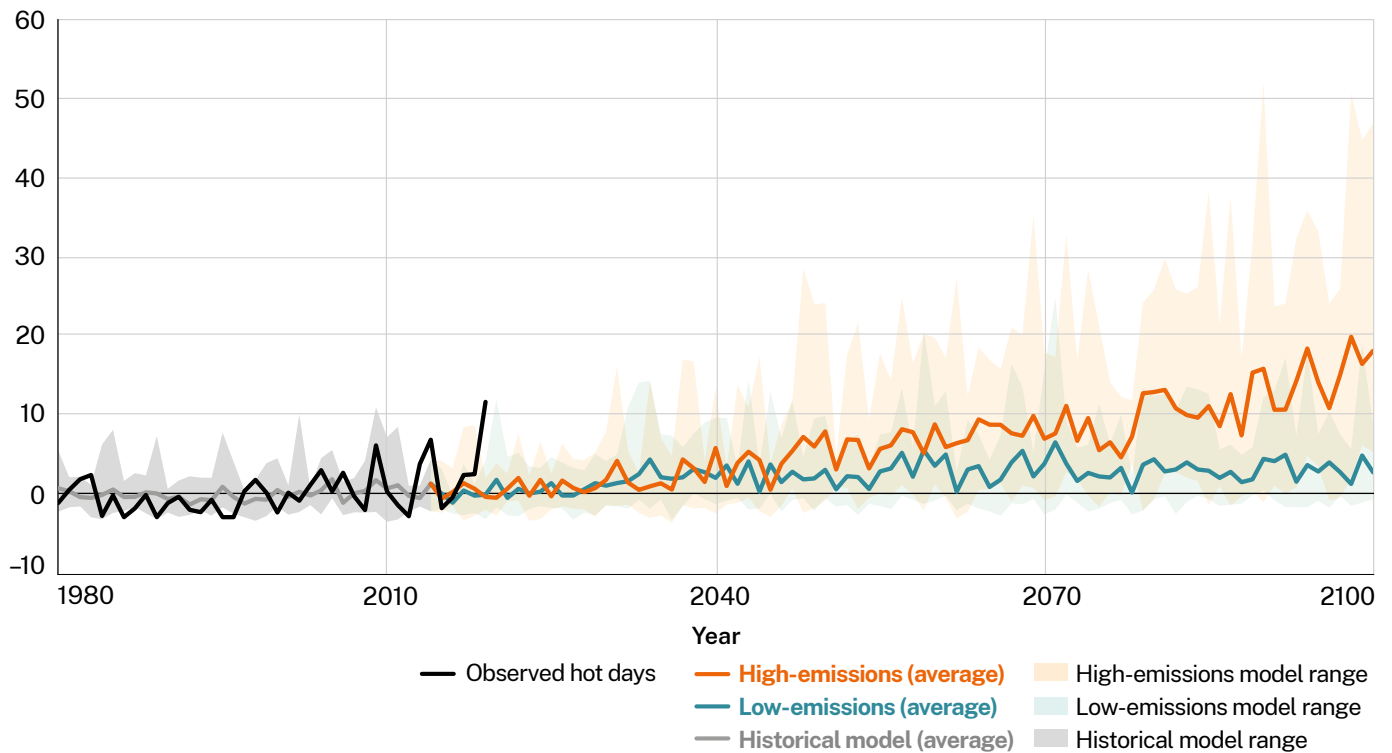 60
50
40
30
20
10
0
–10
1980 2010 2040 2070 2100
Year
Observed hot days High-emissions (average) High-emissions model range
Low-emissions (average) Low-emissions model range
Historical model (average) Historical model range